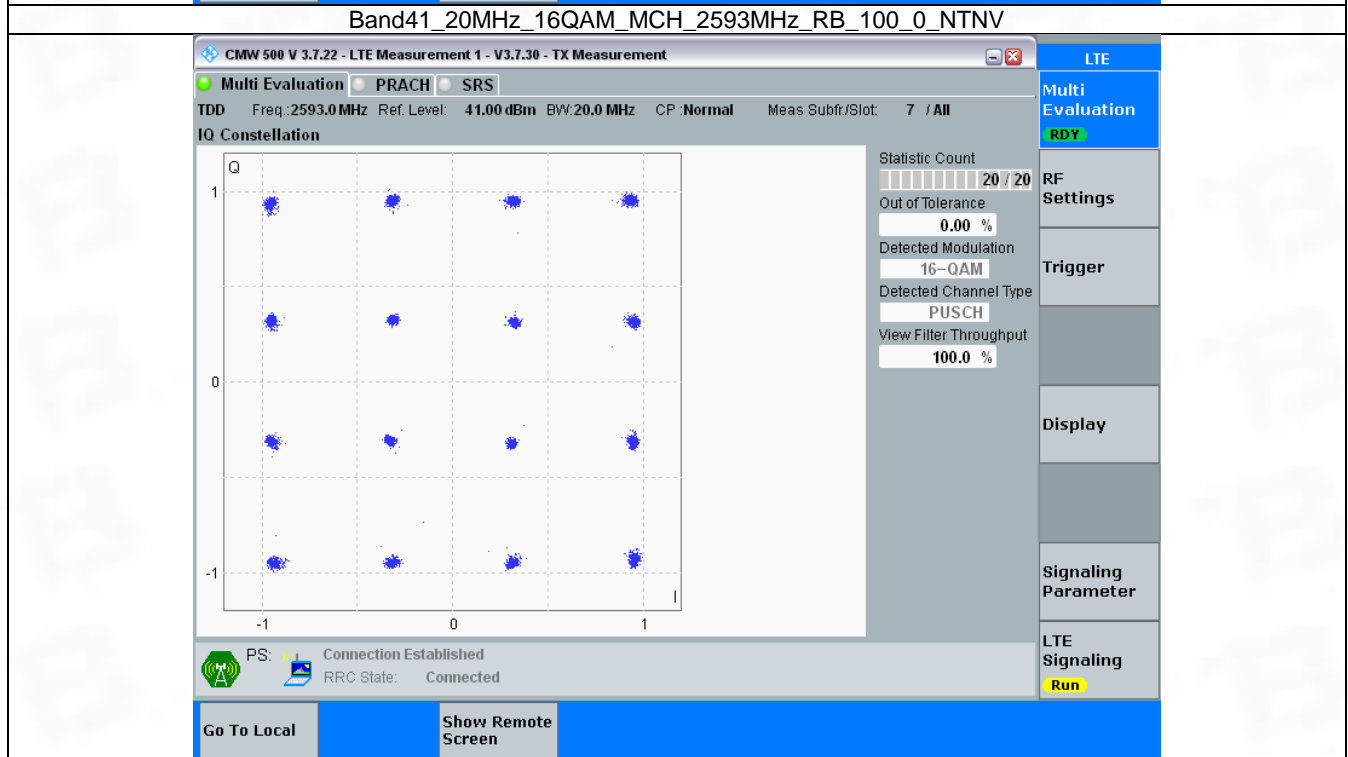 Band41_20MHz_16QAM_MCH_2593MHz_RB_100_0_NTNV
CMW 500 V 3.7.22 - LTE Measurement 1 - V3.7.30 - TX Measurement
LTE
Multi Evaluation PRACH SRS
TDD Freq.:2593.0 MHz Ref. Level: 41.00 dBm BW:20.0 MHz CP :Normal Meas Subfr./Slot: 7 / All
IQ Constellation
Q
1
0
-1
-1 0 1
I
Statistic Count
20 / 20
Out of Tolerance
0.00 %
Detected Modulation
16-QAM
Detected Channel Type
PUSCH
View Filter Throughput
100.0 %
Multi
Evaluation
RDY
RF
Settings
Trigger
Display
Signaling
Parameter
LTE
Signaling
Run
PS: Connection Established
RRC State: Connected
Go To Local
Show Remote
Screen